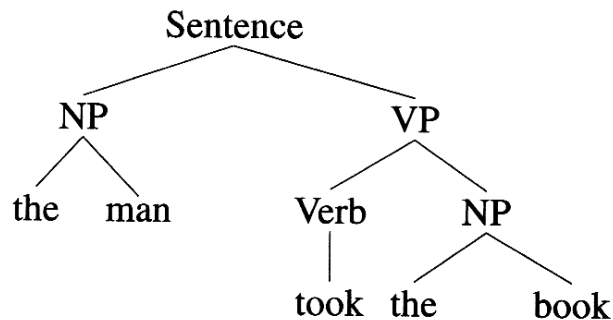 Sentence
NP VP
the man Verb NP
took the book